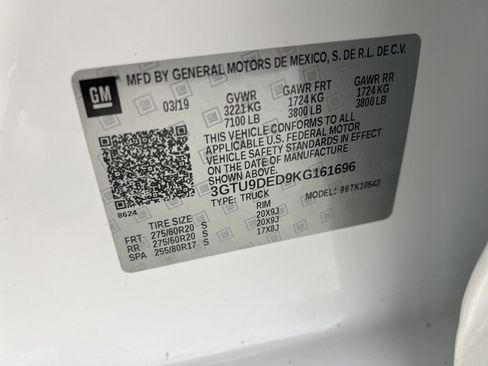 GM
MFD BY GENERAL MOTORS DE MEXICO, S. DE R.L. DE C.V.
03/19 GVWR GAWR FRT GAWR RR
3221 KG 1724 KG 1724 KG
7100 LB 3800 LB 3800 LB
THIS VEHICLE CONFORMS TO ALL
APPLICABLE U.S. FEDERAL MOTOR
VEHICLE SAFETY STANDARDS IN EFFECT
ON THE DATE OF MANUFACTURE
SHOWN ABOVE.
3GTU9DED9KG161696
8624 TYPE: TRUCK MODEL:
TIRE SIZE RIM
FRT 275/60R20 S 20X9J
RR 275/60R20 S 20X9J
SPA 255/80R17 S 17X8J